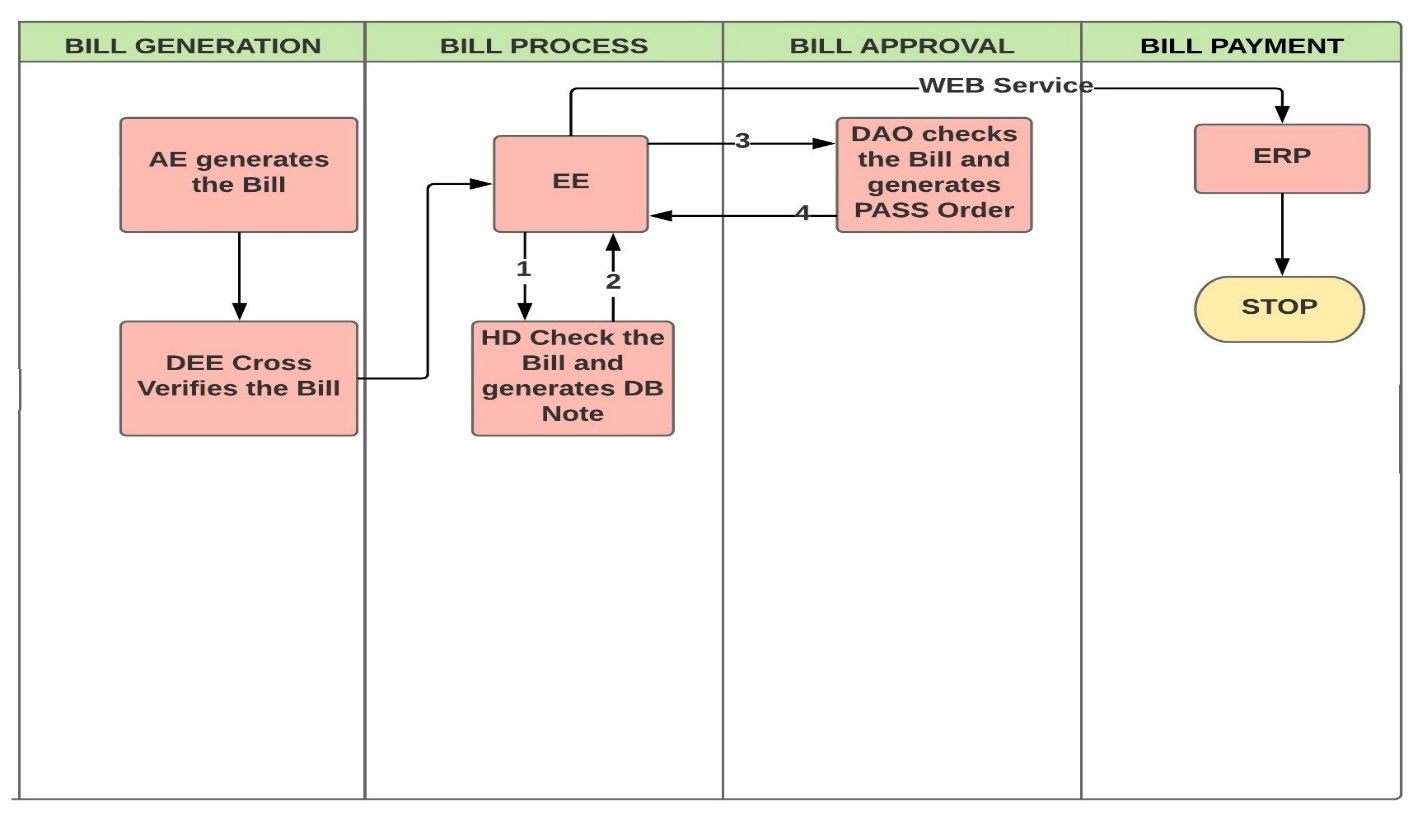 BILL GENERATION
BILL PROCESS
BILL APPROVAL
BILL PAYMENT
WEB Service
AE generates
the Bill
DEE Cross
Verifies the Bill
EE
1
2
HD Check the
Bill and
generates DB
Note
3
4
DAO checks
the Bill and
generates
PASS Order
ERP
STOP